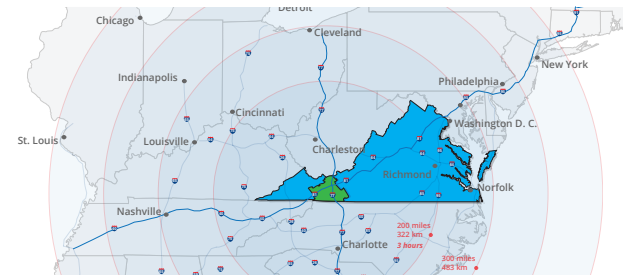 Detroit
Chicago
Cleveland
New York
Indianapolis
Philadelphia
Cincinnati
Washington D. C.
St. Louis
Louisville
Charleston
Richmond
Norfolk
Nashville
200 miles
322 km
3 hours
Charlotte
300 miles
483 km